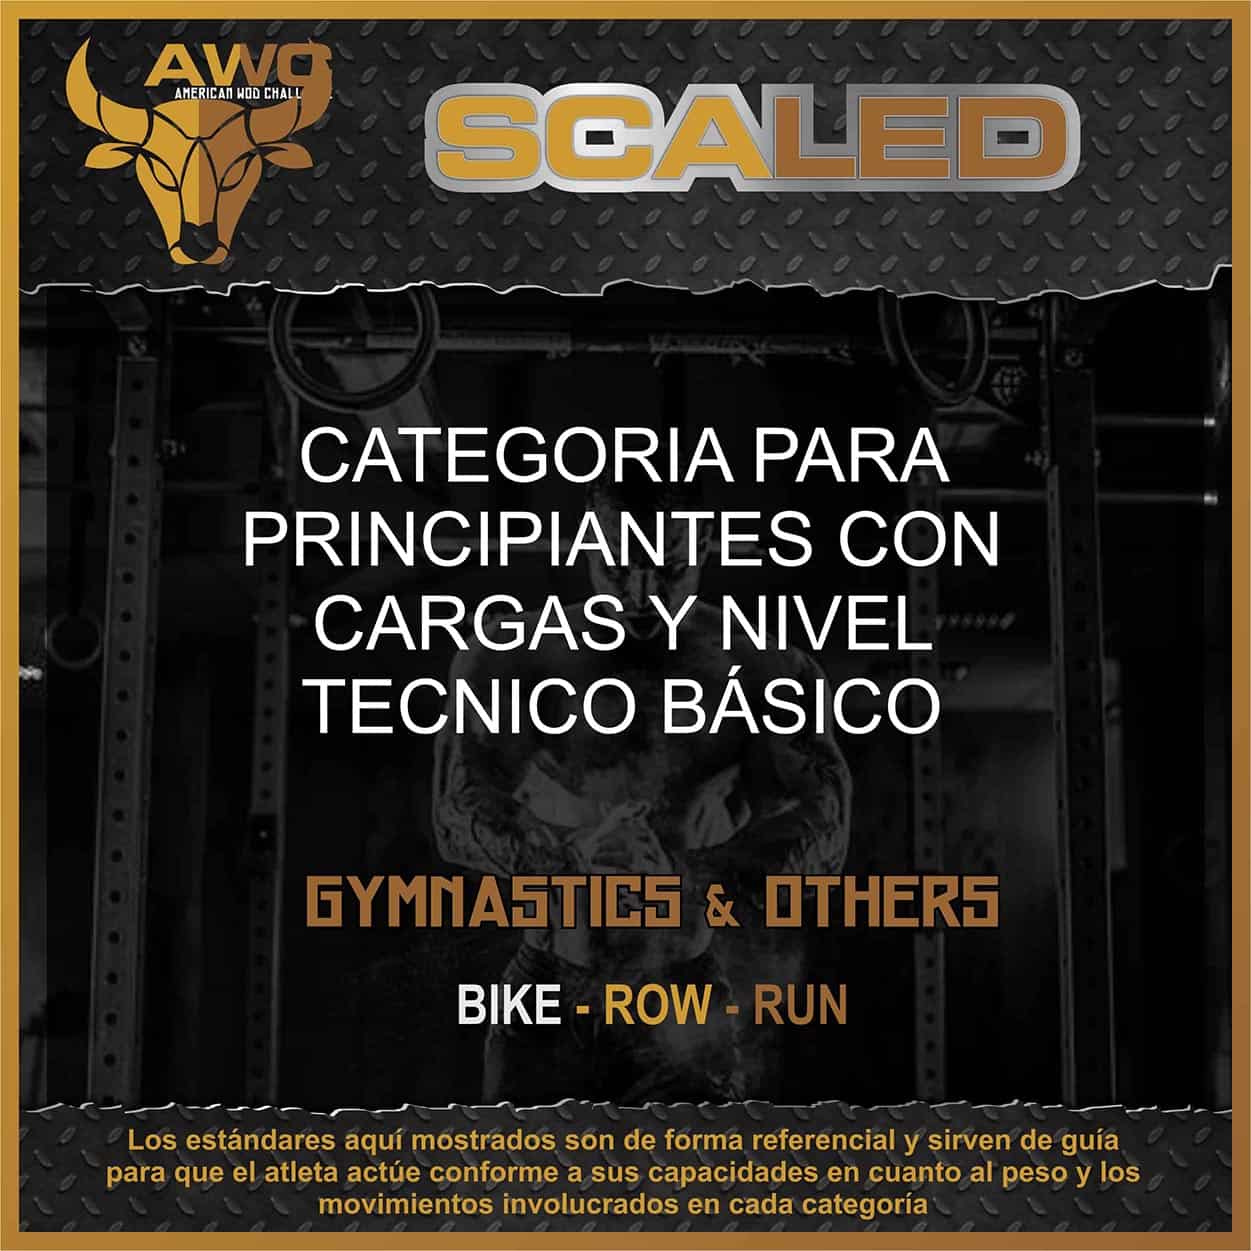 AWC
AMERICAN WOD CHALL
SCALED
CATEGORIA PARA
PRINCIPIANTES CON
CARGAS Y NIVEL
TECNICO BÁSICO
GYMNASTICS & OTHERS
BIKE - ROW - RUN
Los estándares aquí mostrados son de forma referencial y sirven de guía
para que el atleta actúe conforme a sus capacidades en cuanto al peso y los
movimientos involucrados en cada categoría